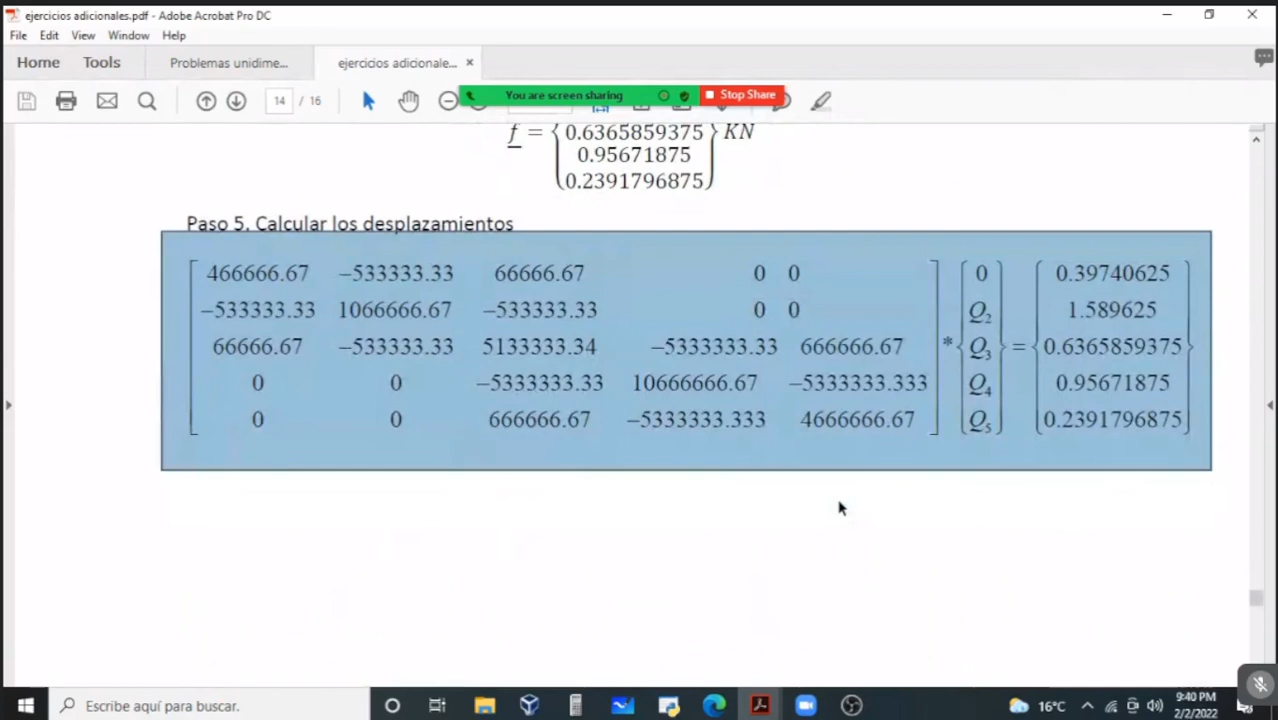 ejercicios adicionales.pdf - Adobe Acrobat Pro DC
File Edit View Window Help
Home Tools Problemas unidime... ejercicios adicionale... ×
14 / 16 You are screen sharing Stop Share
f = { 0.6365859375 } KN
0.95671875
0.2391796875
Paso 5. Calcular los desplazamientos
466666.67 −533333.33 66666.67 0 0 0 0.39740625
−533333.33 1066666.67 −533333.33 0 0 Q2 1.589625
66666.67 −533333.33 5133333.34 −5333333.33 666666.67 * Q3 = 0.6365859375
0 0 −5333333.33 10666666.67 −5333333.333 Q4 0.95671875
0 0 666666.67 −5333333.333 4666666.67 Q5 0.2391796875
Escribe aquí para buscar. 16°C 9:40 PM
2/2/2022